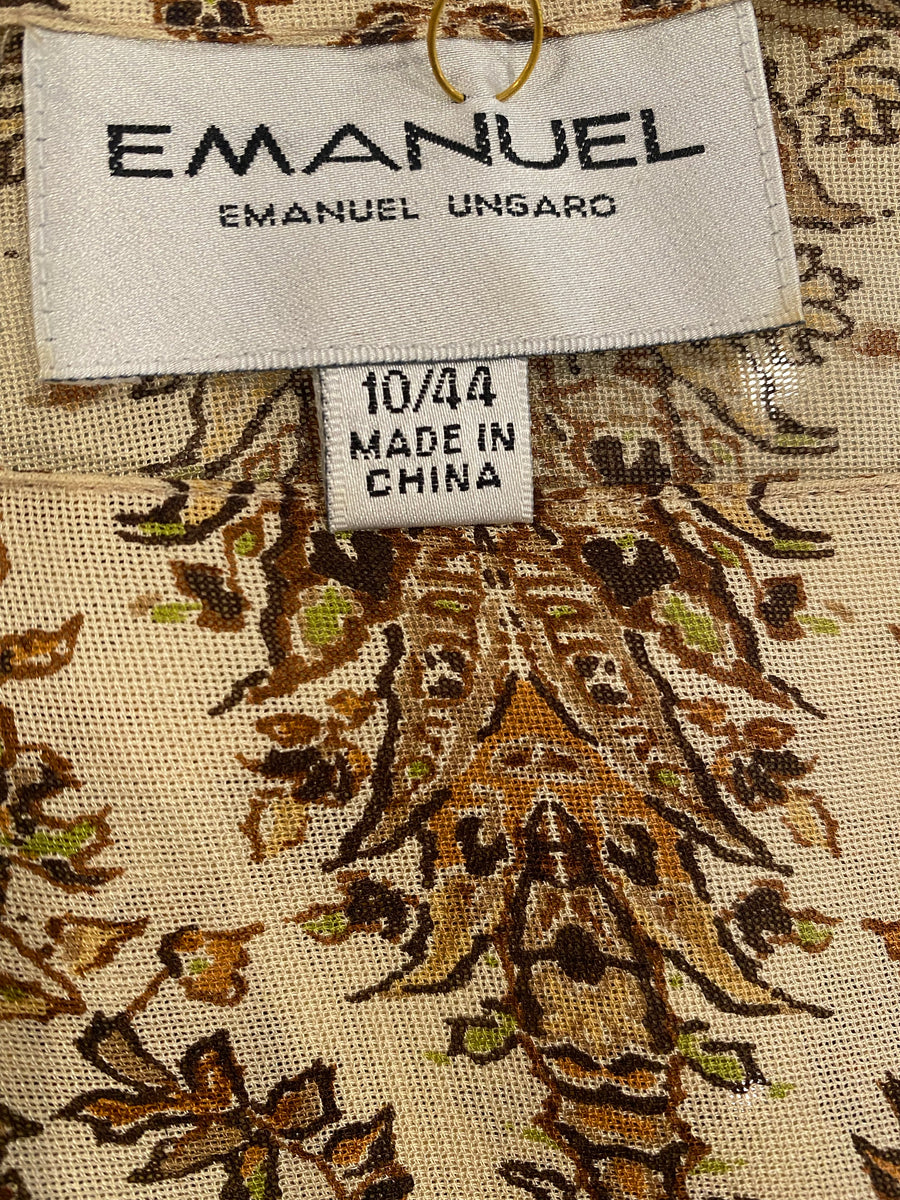 EMANUEL
EMANUEL UNGARO
10/44
MADE IN
CHINA